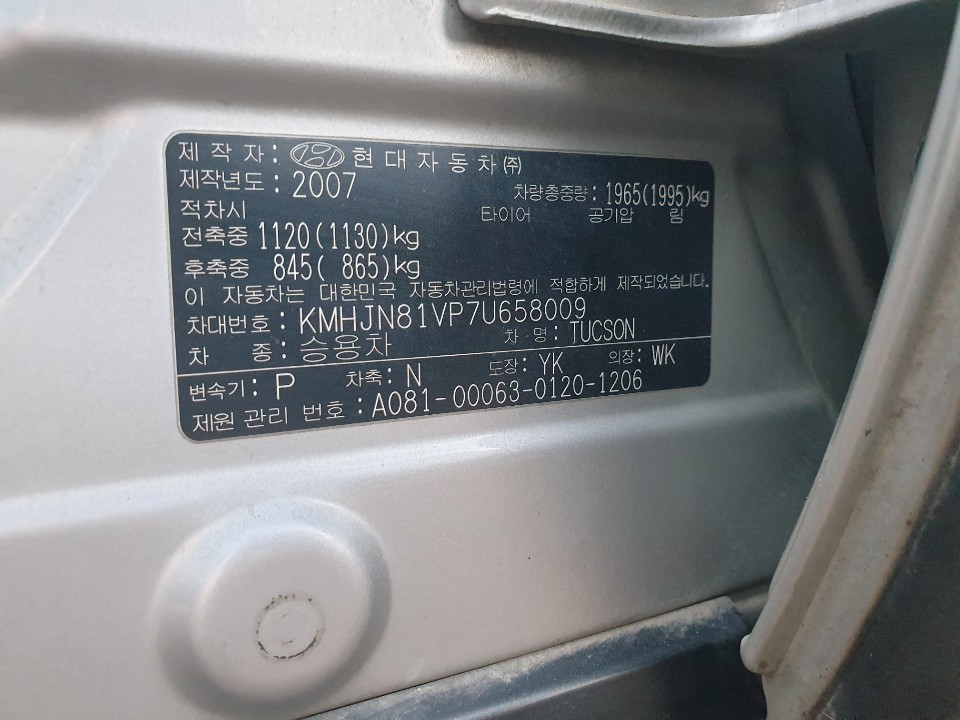 제 작 자 : 현대자동차(주)
제작년도 : 2007 차량총중량 : 1965(1995)kg
적차시 타이어 공기압 림
전축중 1120(1130)kg
후축중 845( 865)kg
이 자동차는 대한민국 자동차관리법령에 적합하게 제작되었습니다.
차대번호 : KMHJN81VP7U658009
차 종 : 승용차 차 명 : TUCSON
변속기 : P 차축 : N 도장 : YK 의장 : WK
제원 관리 번호 : A081-00063-0120-1206